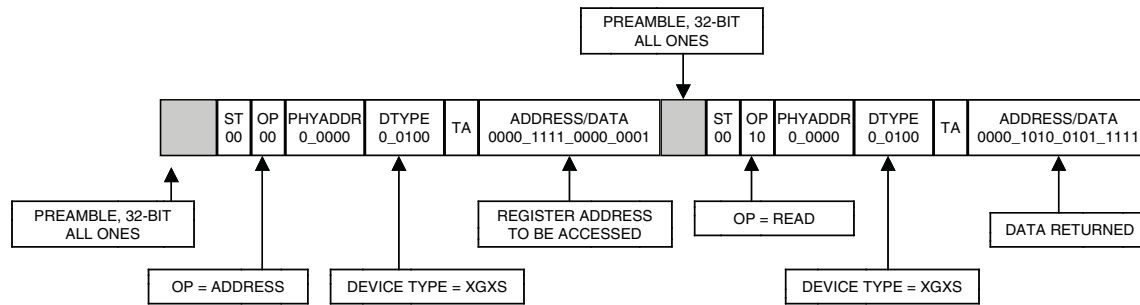 PREAMBLE, 32-BIT
ALL ONES
ST OP PHYADDR DTYPE TA ADDRESS/DATA ST OP PHYADDR DTYPE TA ADDRESS/DATA
00 00 0_0000 0_0100 0000_1111_0000_0001 00 10 0_0000 0_0100 0000_1010_0101_1111
PREAMBLE, 32-BIT
ALL ONES
REGISTER ADDRESS
TO BE ACCESSED
OP = READ
DATA RETURNED
OP = ADDRESS
DEVICE TYPE = XGXS
DEVICE TYPE = XGXS